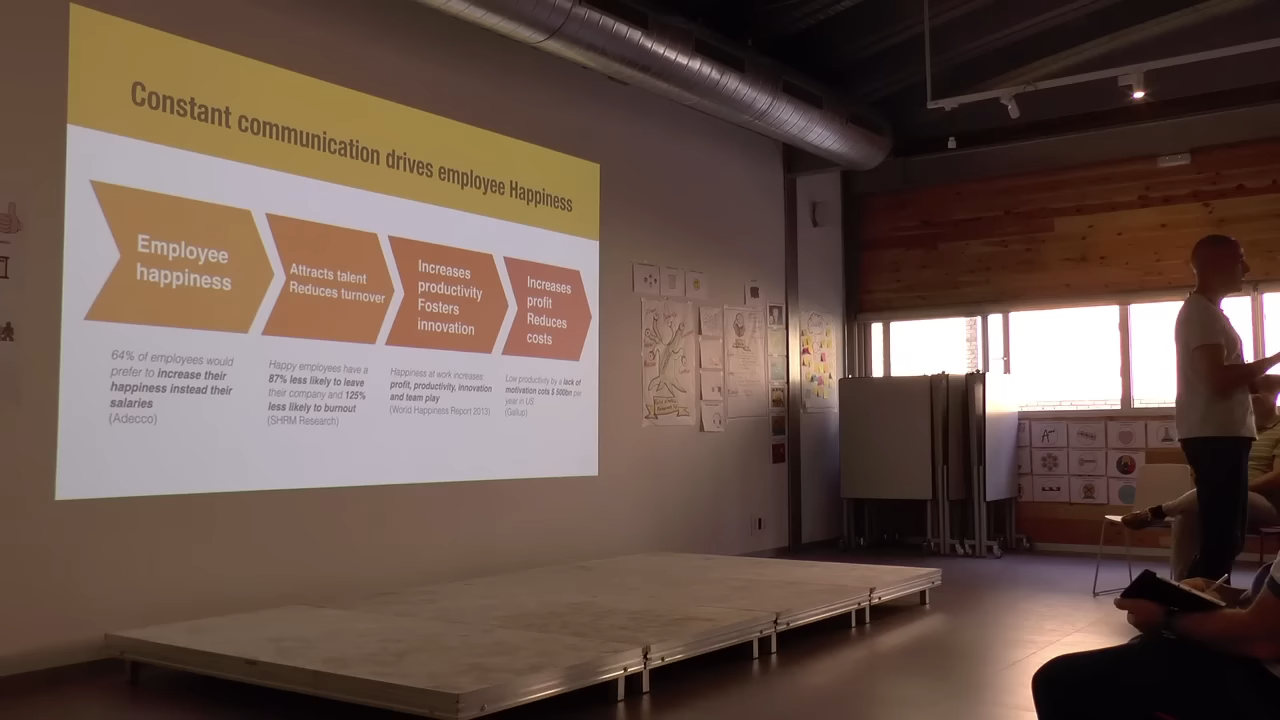 Constant communication drives employee Happiness
Employee
happiness
Attracts talent
Reduces turnover
Increases
productivity
Fosters
innovation
Increases
profit
Reduces
costs
64% of employees would
prefer to increase their
happiness instead their
salaries
(Adecco)
Happy employees have a
87% less likely to leave
their company and 125%
less likely to burnout
(SHRM Research)
Happiness at work increases:
profit, productivity, innovation
and team play
(World Happiness Report 2013)
Low productivity by a lack of
motivation cots $ 500bn per
year in US
(Gallup)